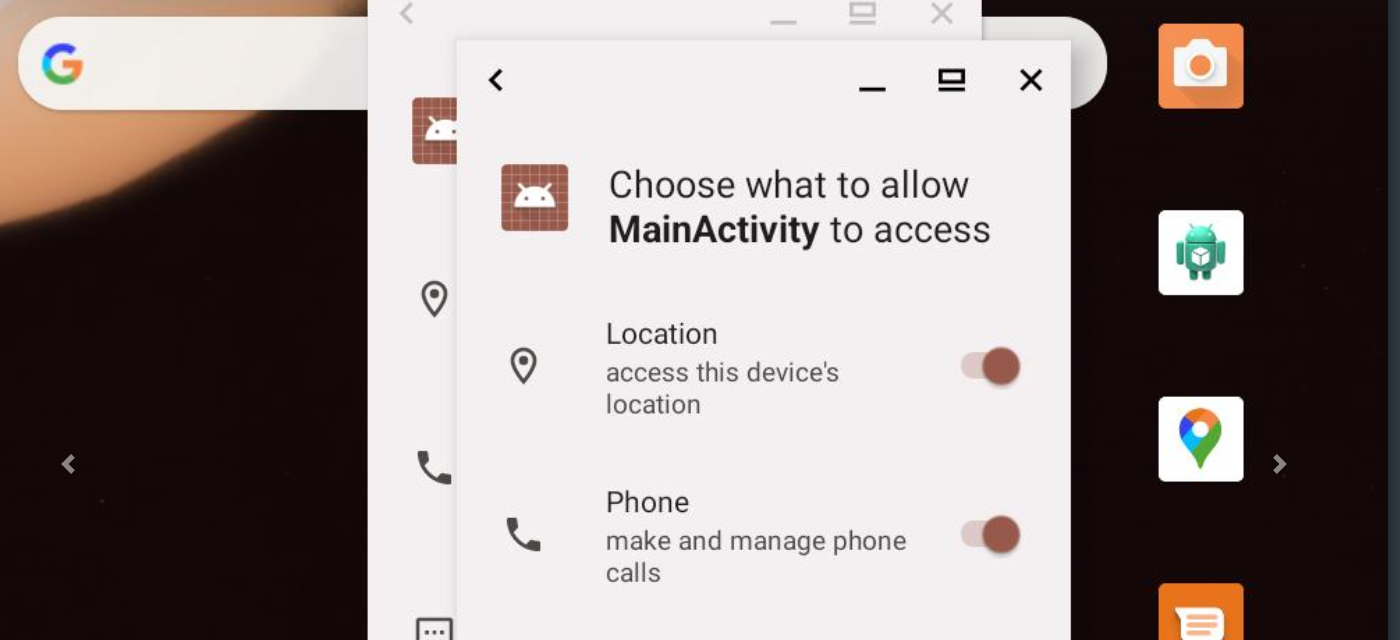 Choose what to allow
MainActivity to access
Location
access this device's
location
Phone
make and manage phone
calls